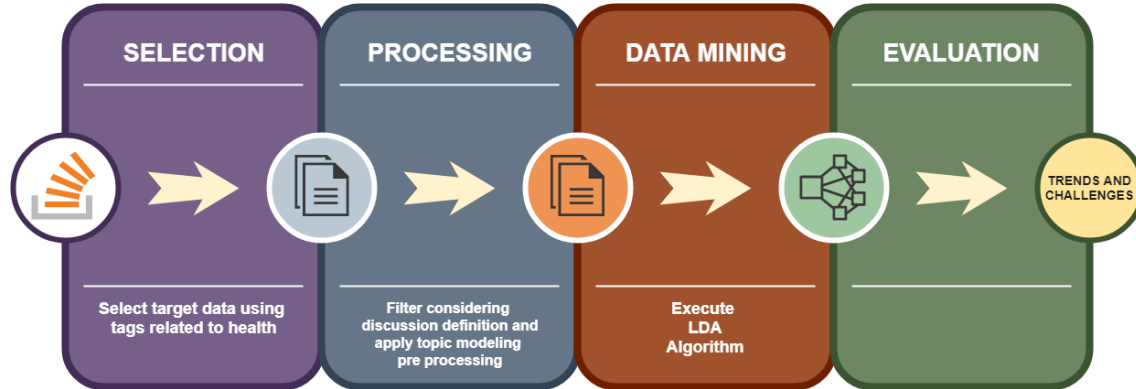 SELECTION
PROCESSING
DATA MINING
EVALUATION
TRENDS AND
CHALLENGES
Select target data using
tags related to health
Filter considering
discussion definition and
apply topic modeling
pre processing
Execute
LDA
Algorithm